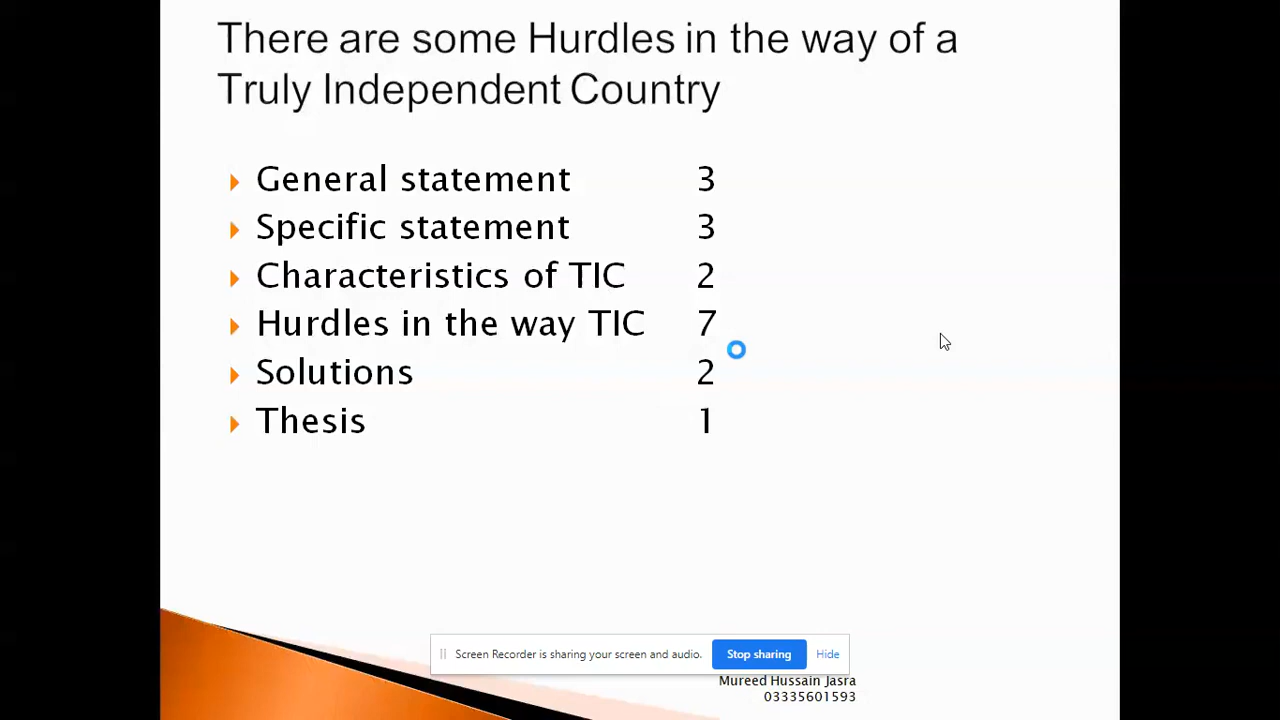 There are some Hurdles in the way of a
Truly Independent Country
General statement 3
Specific statement 3
Characteristics of TIC 2
Hurdles in the way TIC 7
Solutions 2
Thesis 1
Screen Recorder is sharing your screen and audio. Stop sharing Hide
Mureed Hussain Jasra
03335601593